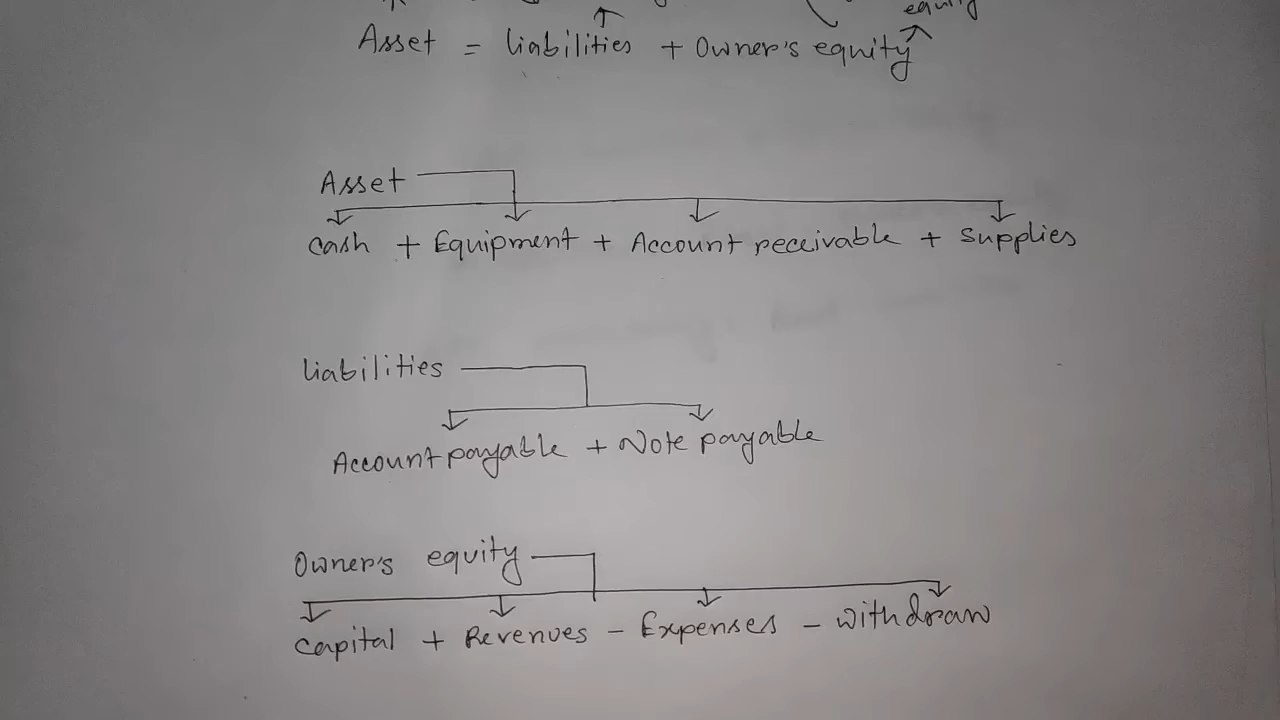 equity
Asset = liabilities + Owner's equity
Asset
Cash + Equipment + Account receivable + Supplies
liabilities
Account payable + Note payable
Owner's equity
Capital + Revenues - Expenses - withdraw